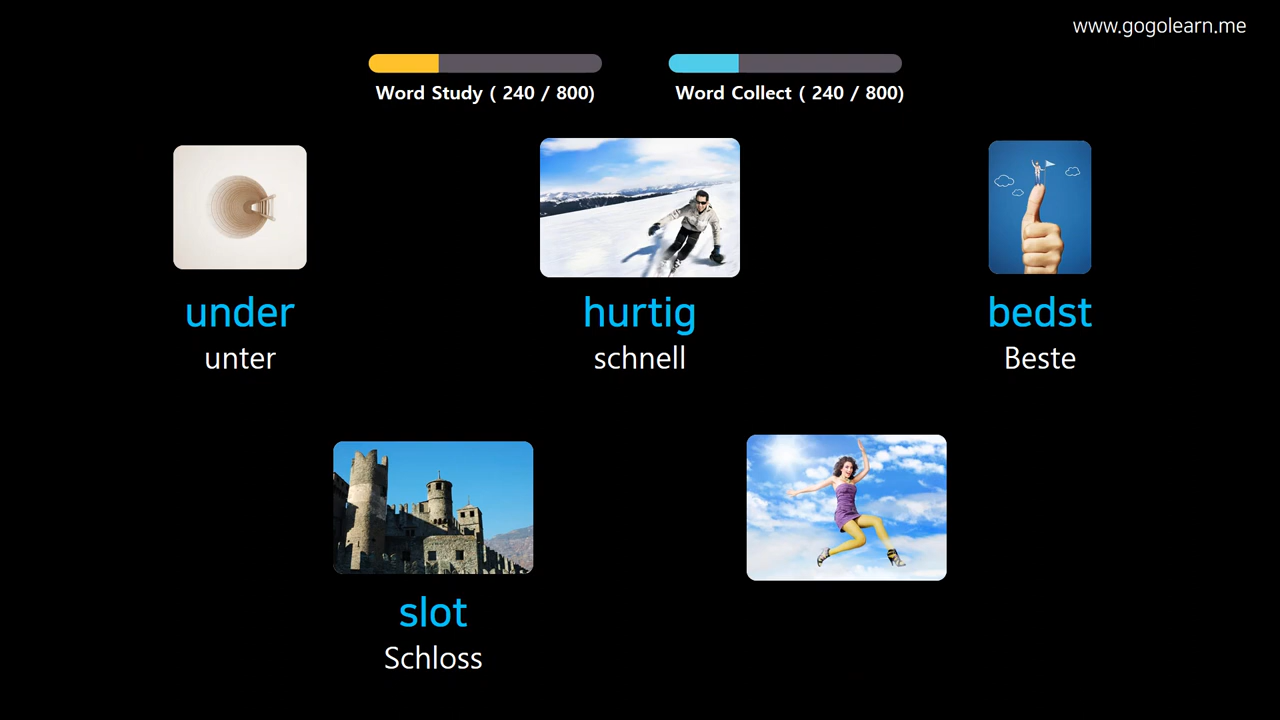 www.gogolearn.me
Word Study ( 240 / 800)
Word Collect ( 240 / 800)
under
unter
hurtig
schnell
bedst
Beste
slot
Schloss